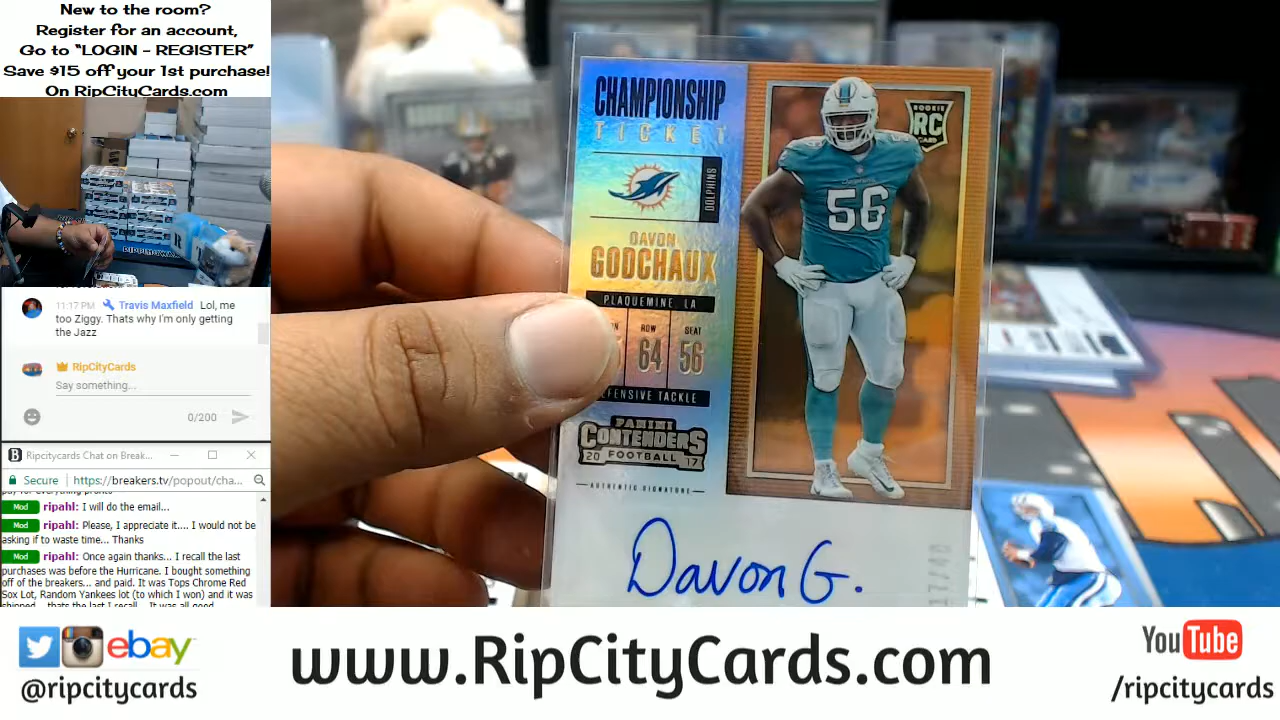 New to the room?
Register for an account,
Go to “LOGIN - REGISTER”
Save $15 off your 1st purchase!
On RipCityCards.com
11:17 PM Travis Maxfield Lol, me
too Ziggy. Thats why I'm only getting
the Jazz
RipCityCards
Say something...
0/200
Ripcitycards Chat on Break...
Secure https://breakers.tv/popout/cha...
Mod ripahl: I will do the email...
Mod ripahl: Please, I appreciate it.... I would not be
asking if to waste time... Thanks
Mod ripahl: Once again thanks... I recall the last
purchases was before the Hurricane. I bought something
off of the breakers... and paid. It was Tops Chrome Red
Sox Lot, Random Yankees lot (to which I won) and it was
CHAMPIONSHIP
TICKET
DOLPHINS
ROOKIE
RC
CARD
56
DAVON
GODCHAUX
PLAQUEMINE, LA
ROW SEAT
64 56
EFENSIVE TACKLE
PANINI
CONTENDERS
20 FOOTBALL 17
AUTHENTIC SIGNATURE
Davon G.
ebay
@ripcitycards
www.RipCityCards.com
YouTube
/ripcitycards